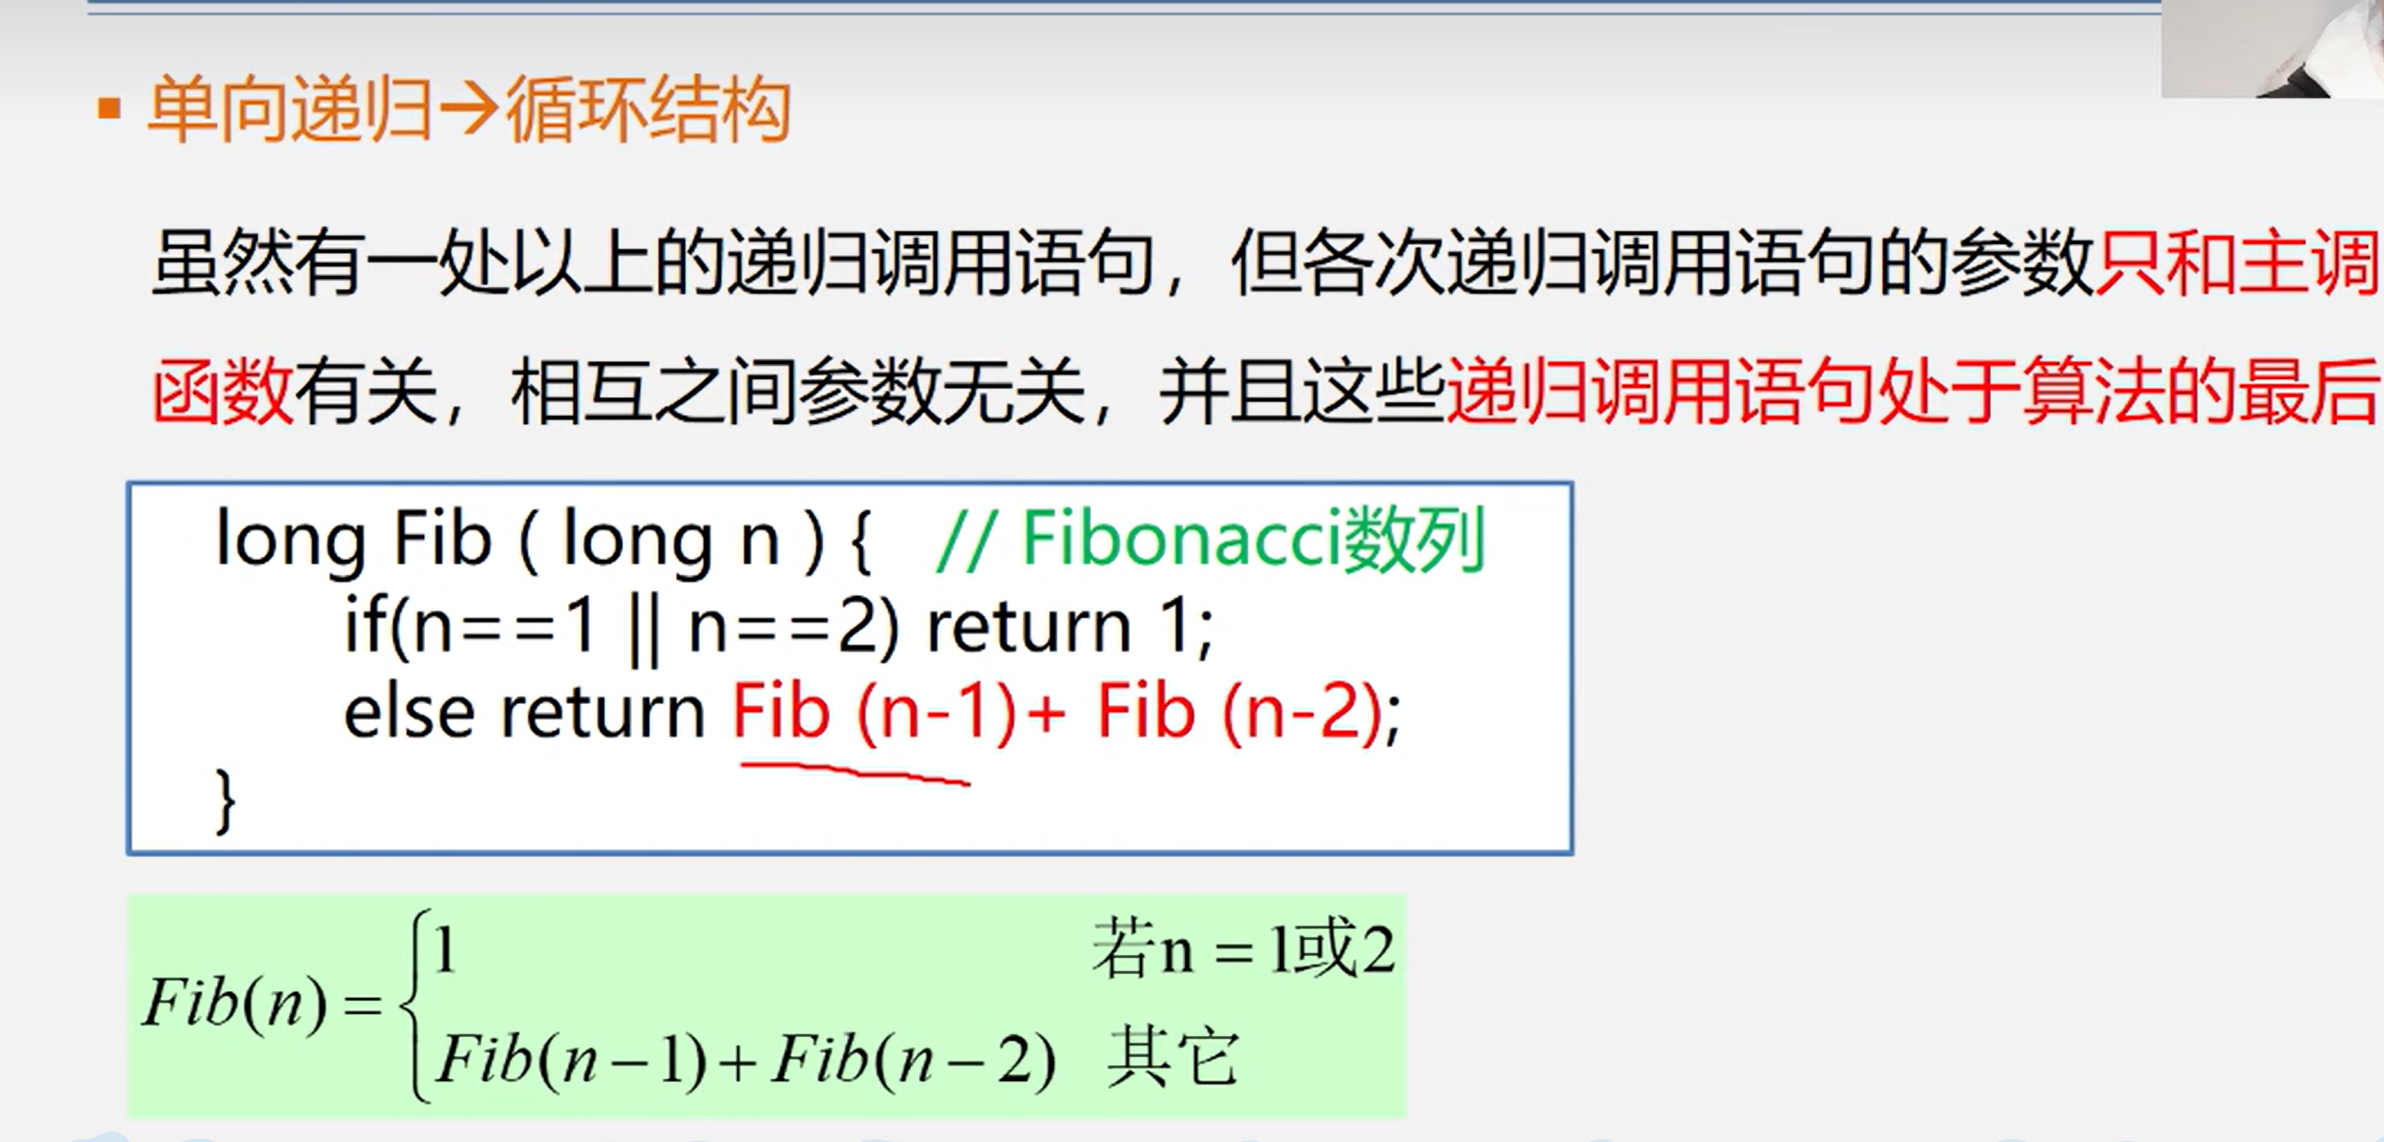 ▪ 单向递归→循环结构
虽然有一处以上的递归调用语句，但各次递归调用语句的参数只和主调
函数有关，相互之间参数无关，并且这些递归调用语句处于算法的最后
long Fib ( long n ) {   // Fibonacci数列
if(n==1 || n==2) return 1;
else return Fib (n-1)+ Fib (n-2);
}
Fib(n) = { 1 若n = 1或2
Fib(n − 1) + Fib(n − 2) 其它